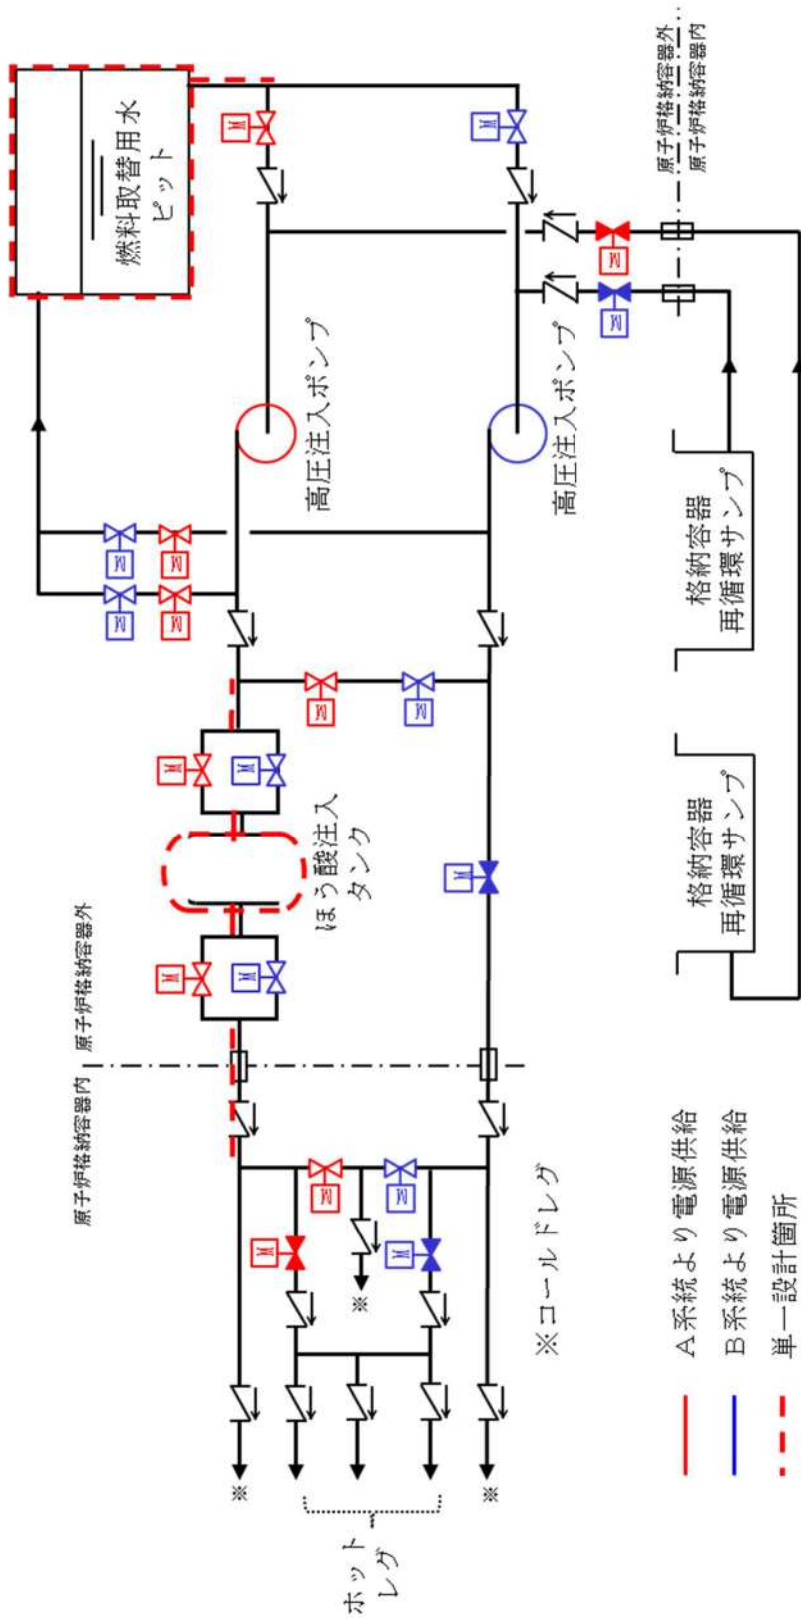 燃料取替用水
ピット
原子炉格納容器外
原子炉格納容器内
M
M
M
M
高圧注入ポンプ
高圧注入ポンプ
M
M
M
M
M
M
M
M
ほう酸注入
タンク
M
M
M
原子炉格納容器外
原子炉格納容器内
格納容器
再循環サンプ
格納容器
再循環サンプ
M
M
M
M
※
※
※
※コールドレグ
ホット
レグ
A系統より電源供給
B系統より電源供給
単一設計箇所